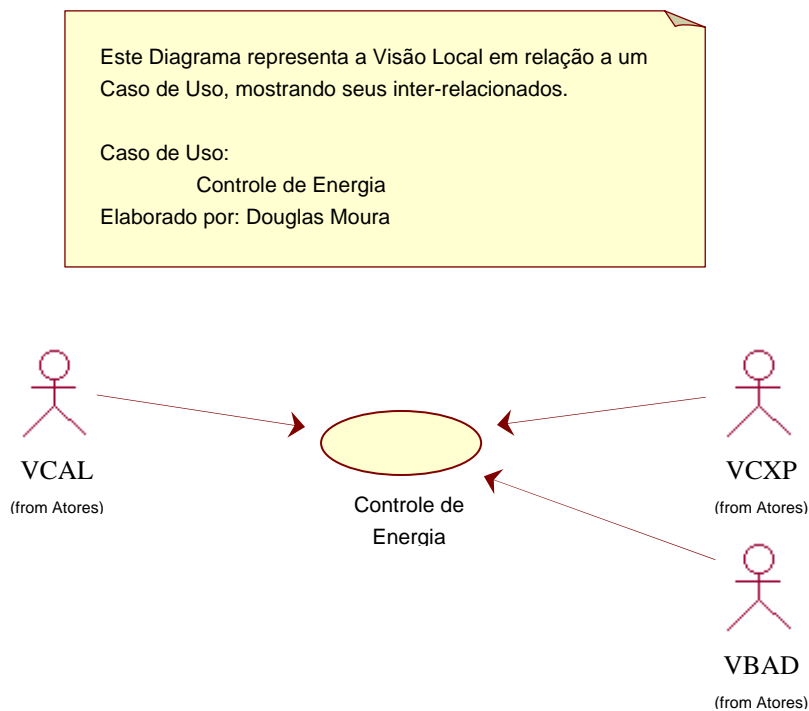 Este Diagrama representa a Visão Local em relação a um
Caso de Uso, mostrando seus inter-relacionados.
Caso de Uso:
Controle de Energia
Elaborado por: Douglas Moura
VCAL
(from Atores)
Controle de
Energia
VCXP
(from Atores)
VBAD
(from Atores)